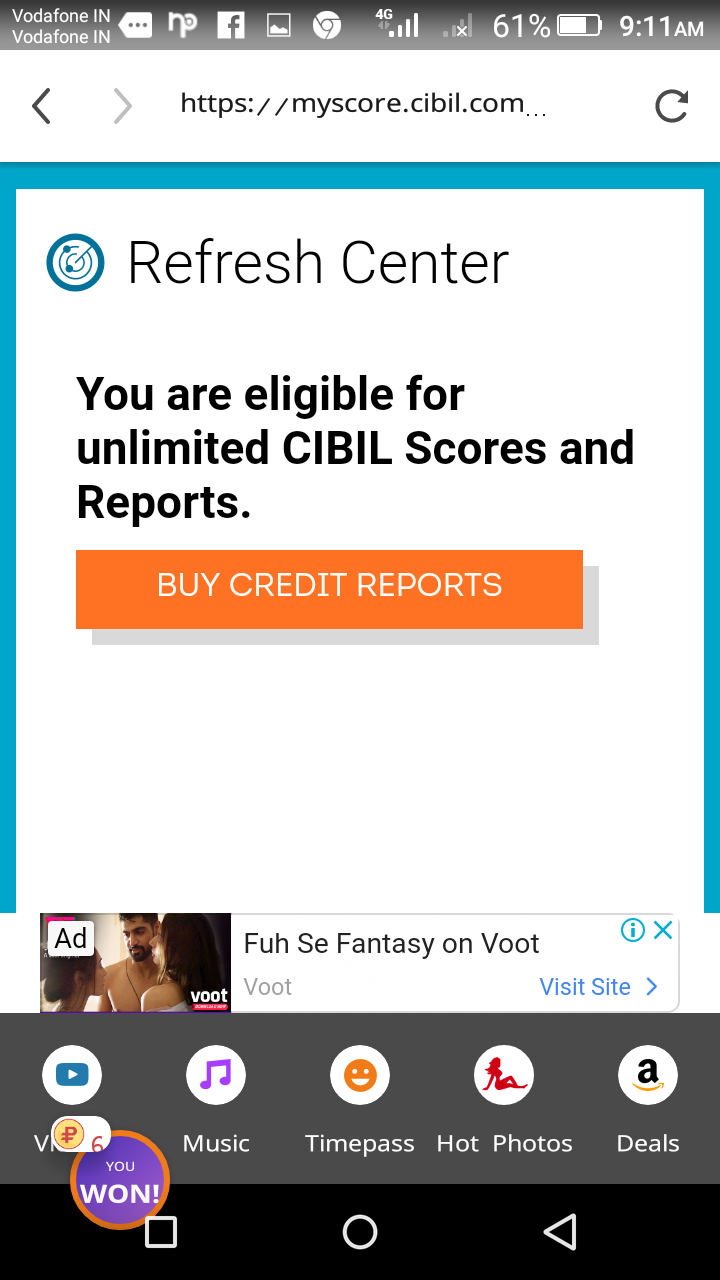 Vodafone IN
Vodafone IN
4G
61%
9:11AM
https://myscore.cibil.com...
Refresh Center
You are eligible for
unlimited CIBIL Scores and
Reports.
BUY CREDIT REPORTS
Ad
voot
Fuh Se Fantasy on Voot
Voot
Visit Site
Music
Timepass
Hot Photos
Deals
₽ 6
YOU
WON!